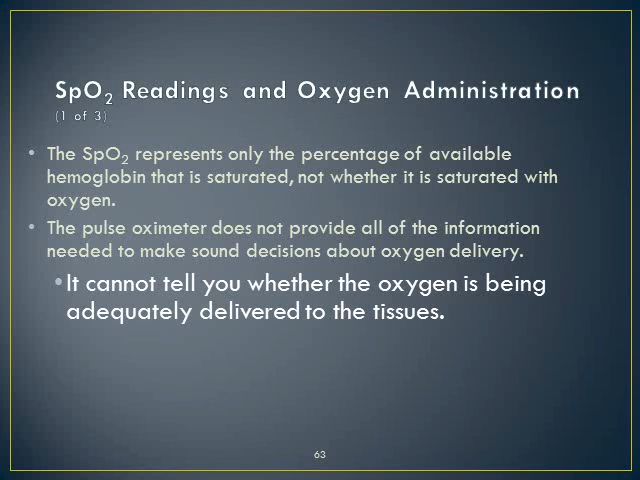 SpO₂ Readings and Oxygen Administration
(1 of 3)
• The SpO₂ represents only the percentage of available
hemoglobin that is saturated, not whether it is saturated with
oxygen.
• The pulse oximeter does not provide all of the information
needed to make sound decisions about oxygen delivery.
• It cannot tell you whether the oxygen is being
adequately delivered to the tissues.
63